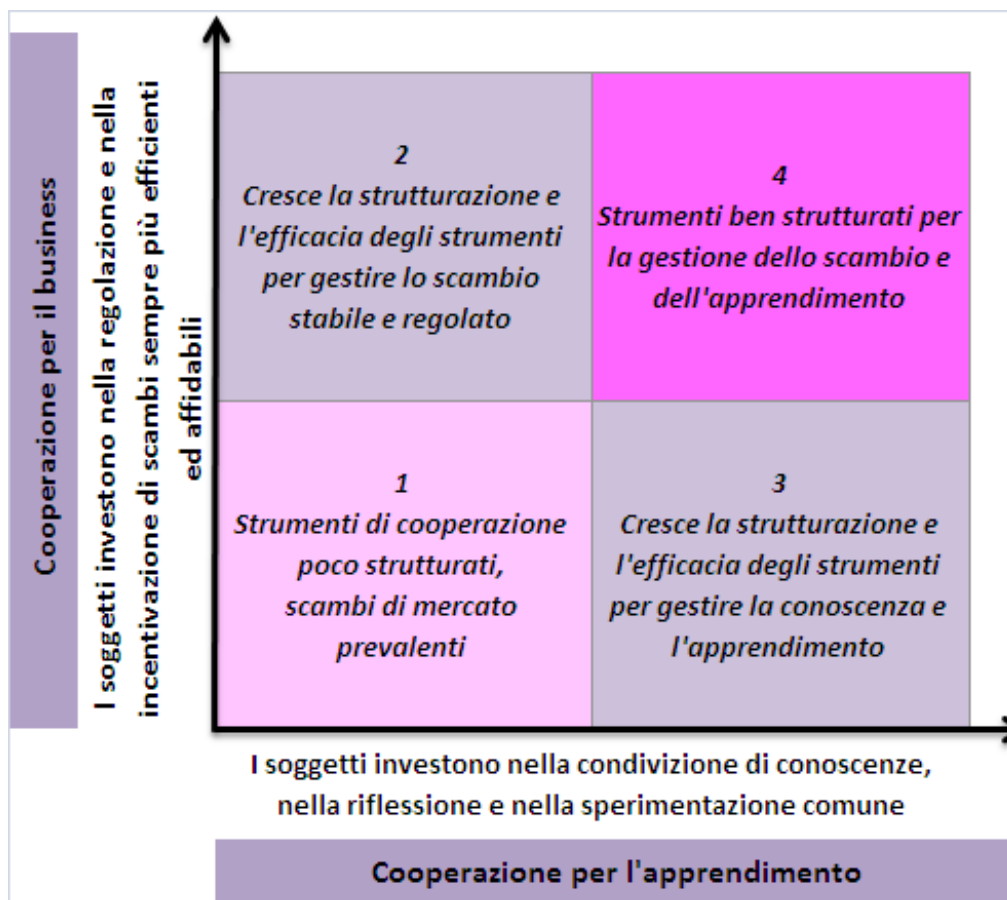 Cooperazione per il business
I soggetti investono nella regolazione e nella
incentivazione di scambi sempre più efficienti
ed affidabili
2
Cresce la strutturazione e
l'efficacia degli strumenti
per gestire lo scambio
stabile e regolato
4
Strumenti ben strutturati per
la gestione dello scambio e
dell'apprendimento
1
Strumenti di cooperazione
poco strutturati,
scambi di mercato
prevalenti
3
Cresce la strutturazione e
l'efficacia degli strumenti
per gestire la conoscenza e
l'apprendimento
I soggetti investono nella condivizione di conoscenze,
nella riflessione e nella sperimentazione comune
Cooperazione per l'apprendimento